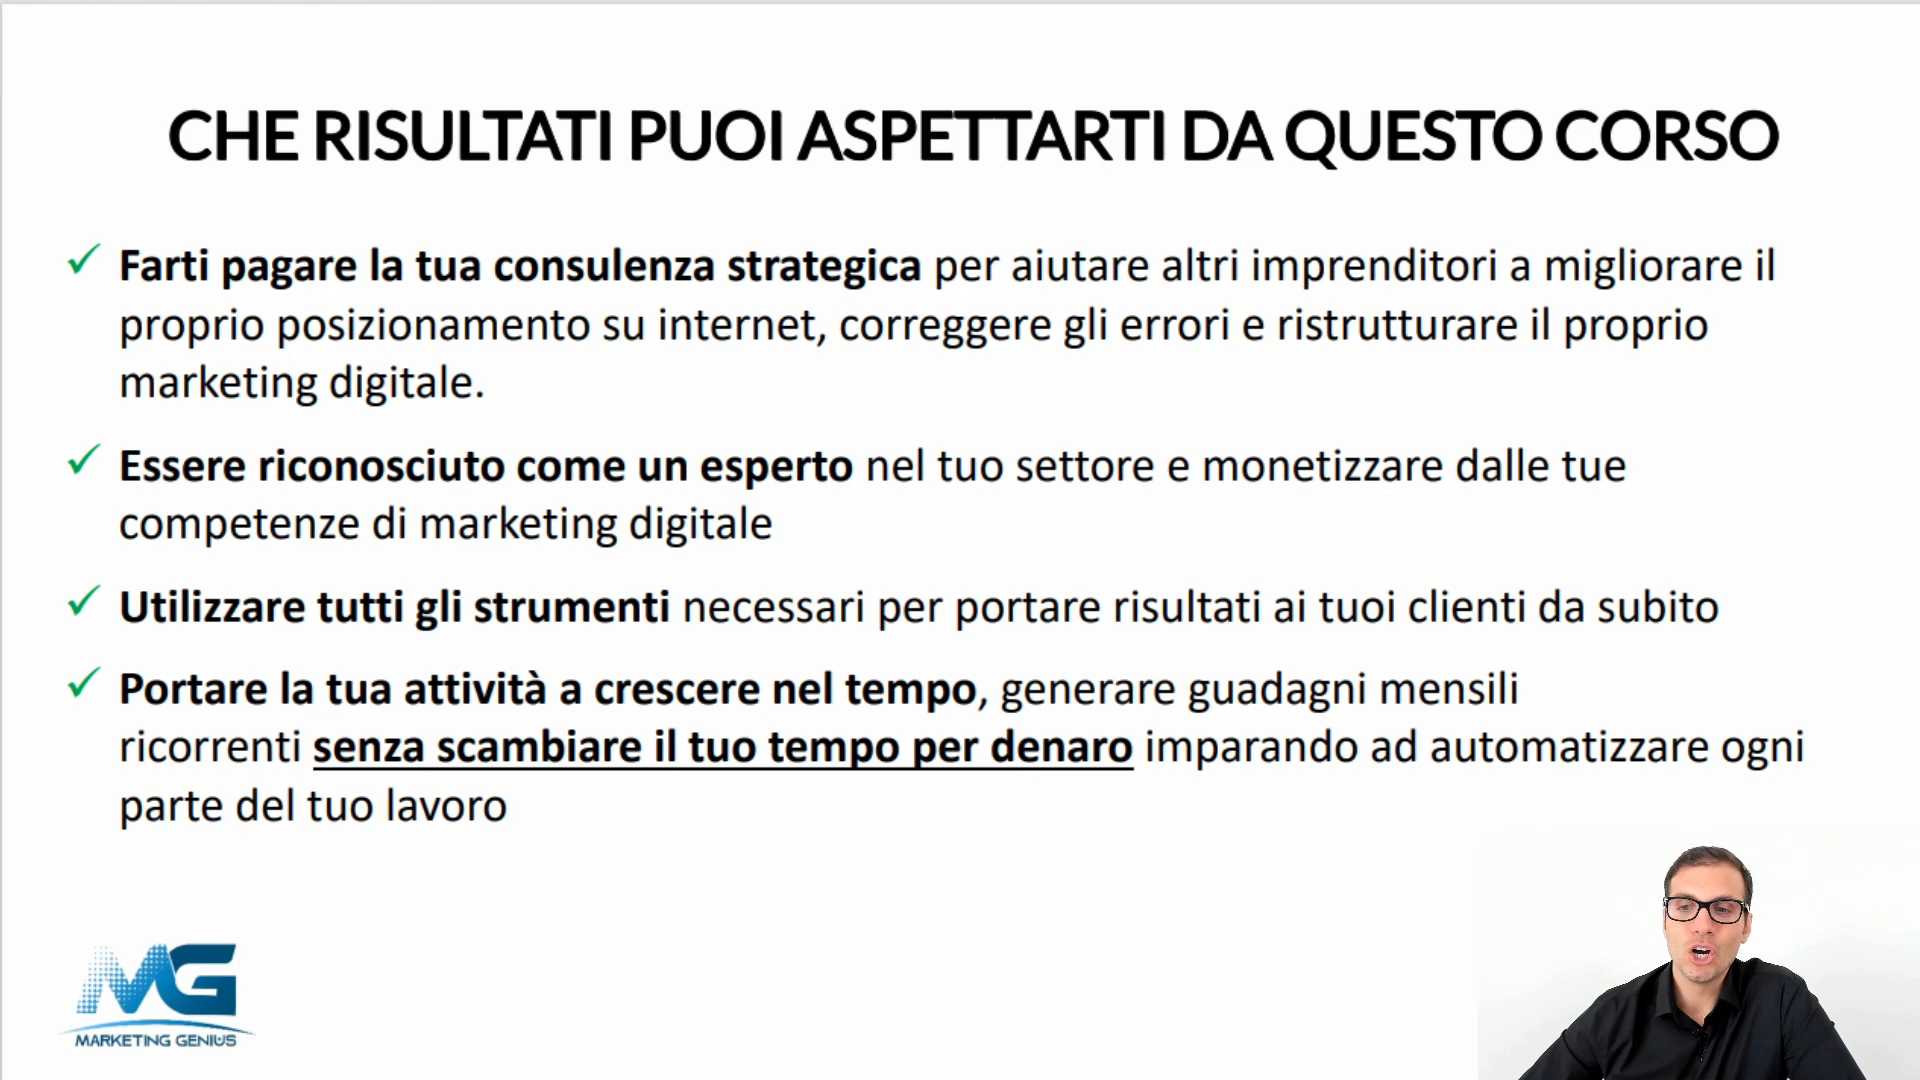 CHE RISULTATI PUOI ASPETTARTI DA QUESTO CORSO
Farti pagare la tua consulenza strategica per aiutare altri imprenditori a migliorare il
proprio posizionamento su internet, correggere gli errori e ristrutturare il proprio
marketing digitale.
Essere riconosciuto come un esperto nel tuo settore e monetizzare dalle tue
competenze di marketing digitale
Utilizzare tutti gli strumenti necessari per portare risultati ai tuoi clienti da subito
Portare la tua attività a crescere nel tempo, generare guadagni mensili
ricorrenti senza scambiare il tuo tempo per denaro imparando ad automatizzare ogni
parte del tuo lavoro
MG
MARKETING GENIUS